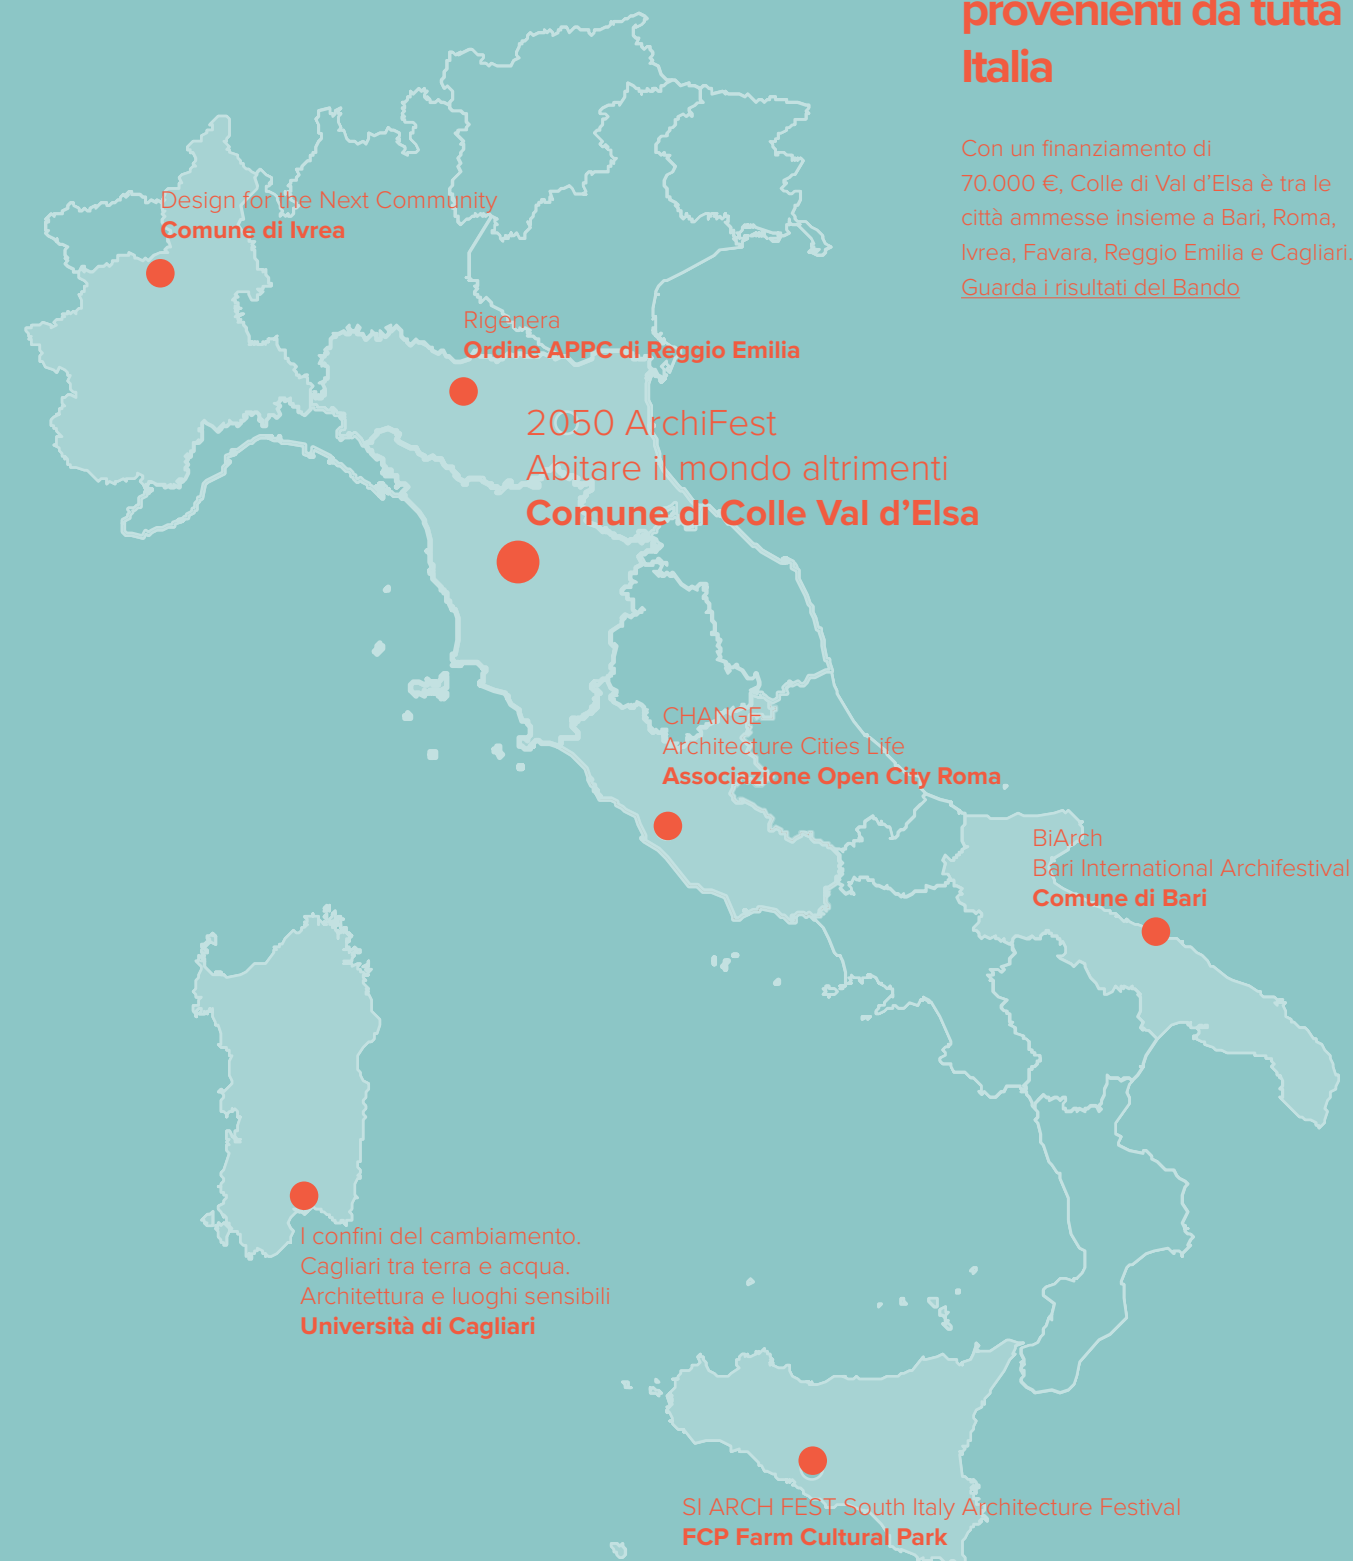 provenienti da tutta
Italia
Con un finanziamento di
70.000 €, Colle di Val d’Elsa è tra le
città ammesse insieme a Bari, Roma,
Ivrea, Favara, Reggio Emilia e Cagliari.
Guarda i risultati del Bando
Design for the Next Community
Comune di Ivrea
Rigenera
Ordine APPC di Reggio Emilia
2050 ArchiFest
Abitare il mondo altrimenti
Comune di Colle Val d’Elsa
CHANGE
Architecture Cities Life
Associazione Open City Roma
BiArch
Bari International Archifestival
Comune di Bari
I confini del cambiamento.
Cagliari tra terra e acqua.
Architettura e luoghi sensibili
Università di Cagliari
SI ARCH FEST South Italy Architecture Festival
FCP Farm Cultural Park